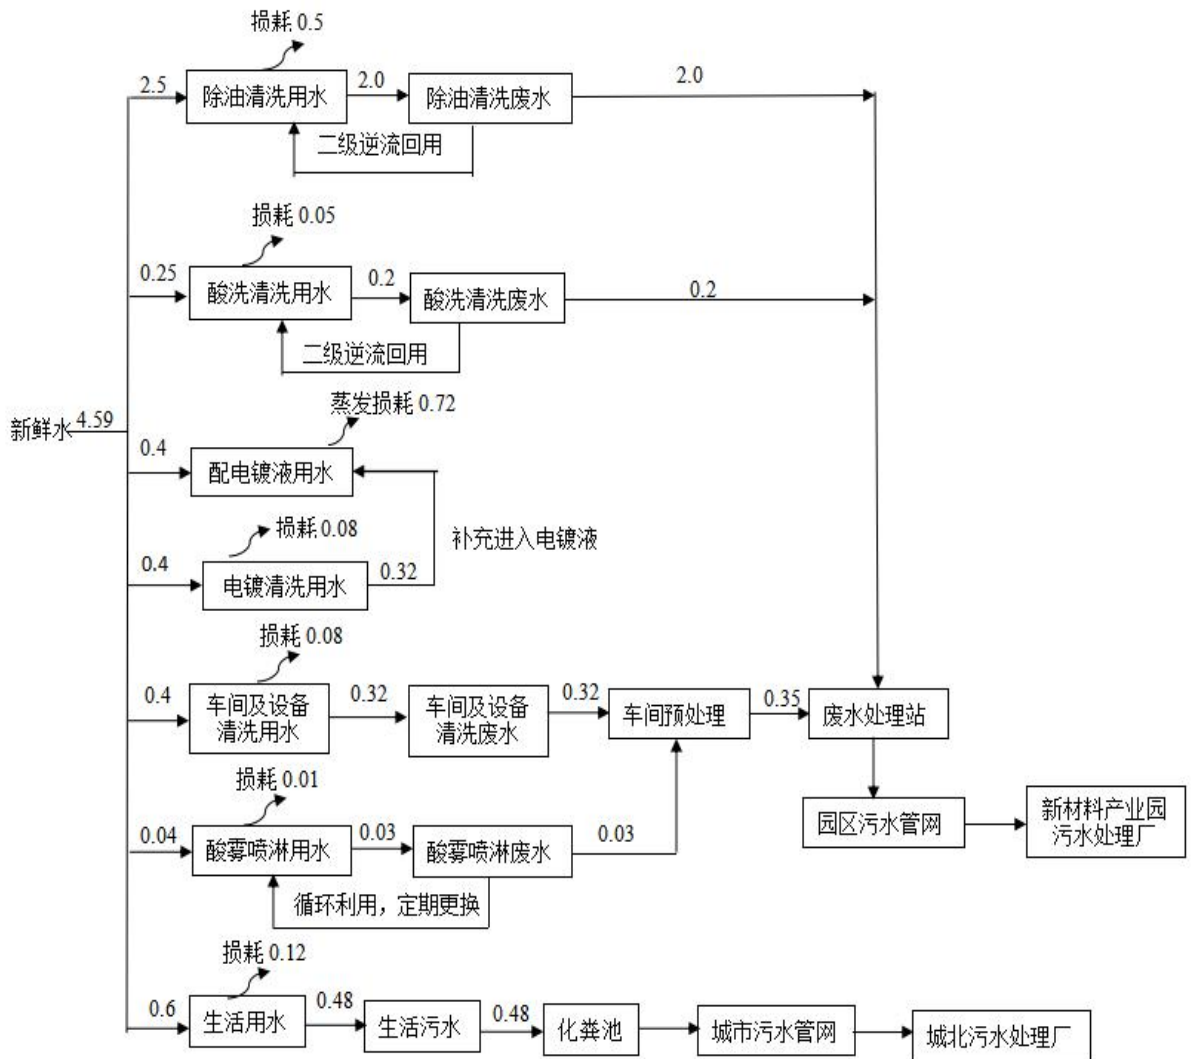 损耗 0.5
2.5
除油清洗用水
2.0
除油清洗废水
2.0
二级逆流回用
损耗 0.05
0.25
酸洗清洗用水
0.2
酸洗清洗废水
0.2
二级逆流回用
新鲜水
4.59
蒸发损耗 0.72
0.4
配电镀液用水
损耗 0.08
0.4
电镀清洗用水
0.32
补充进入电镀液
损耗 0.08
0.4
车间及设备
清洗用水
0.32
车间及设备
清洗废水
0.32
车间预处理
0.35
废水处理站
损耗 0.01
0.04
酸雾喷淋用水
0.03
酸雾喷淋废水
0.03
循环利用，定期更换
园区污水管网
新材料产业园
污水处理厂
损耗 0.12
0.6
生活用水
0.48
生活污水
0.48
化粪池
城市污水管网
城北污水处理厂